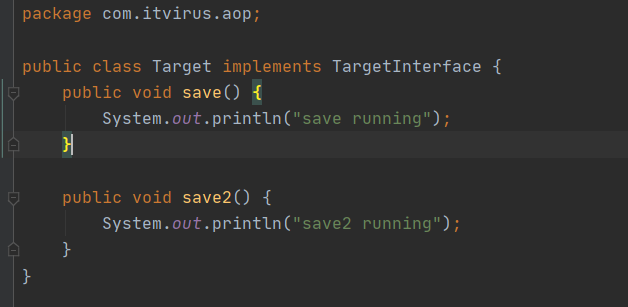 package com.itvirus.aop;
public class Target implements TargetInterface {
public void save() {
System.out.println("save running");
}
public void save2() {
System.out.println("save2 running");
}
}